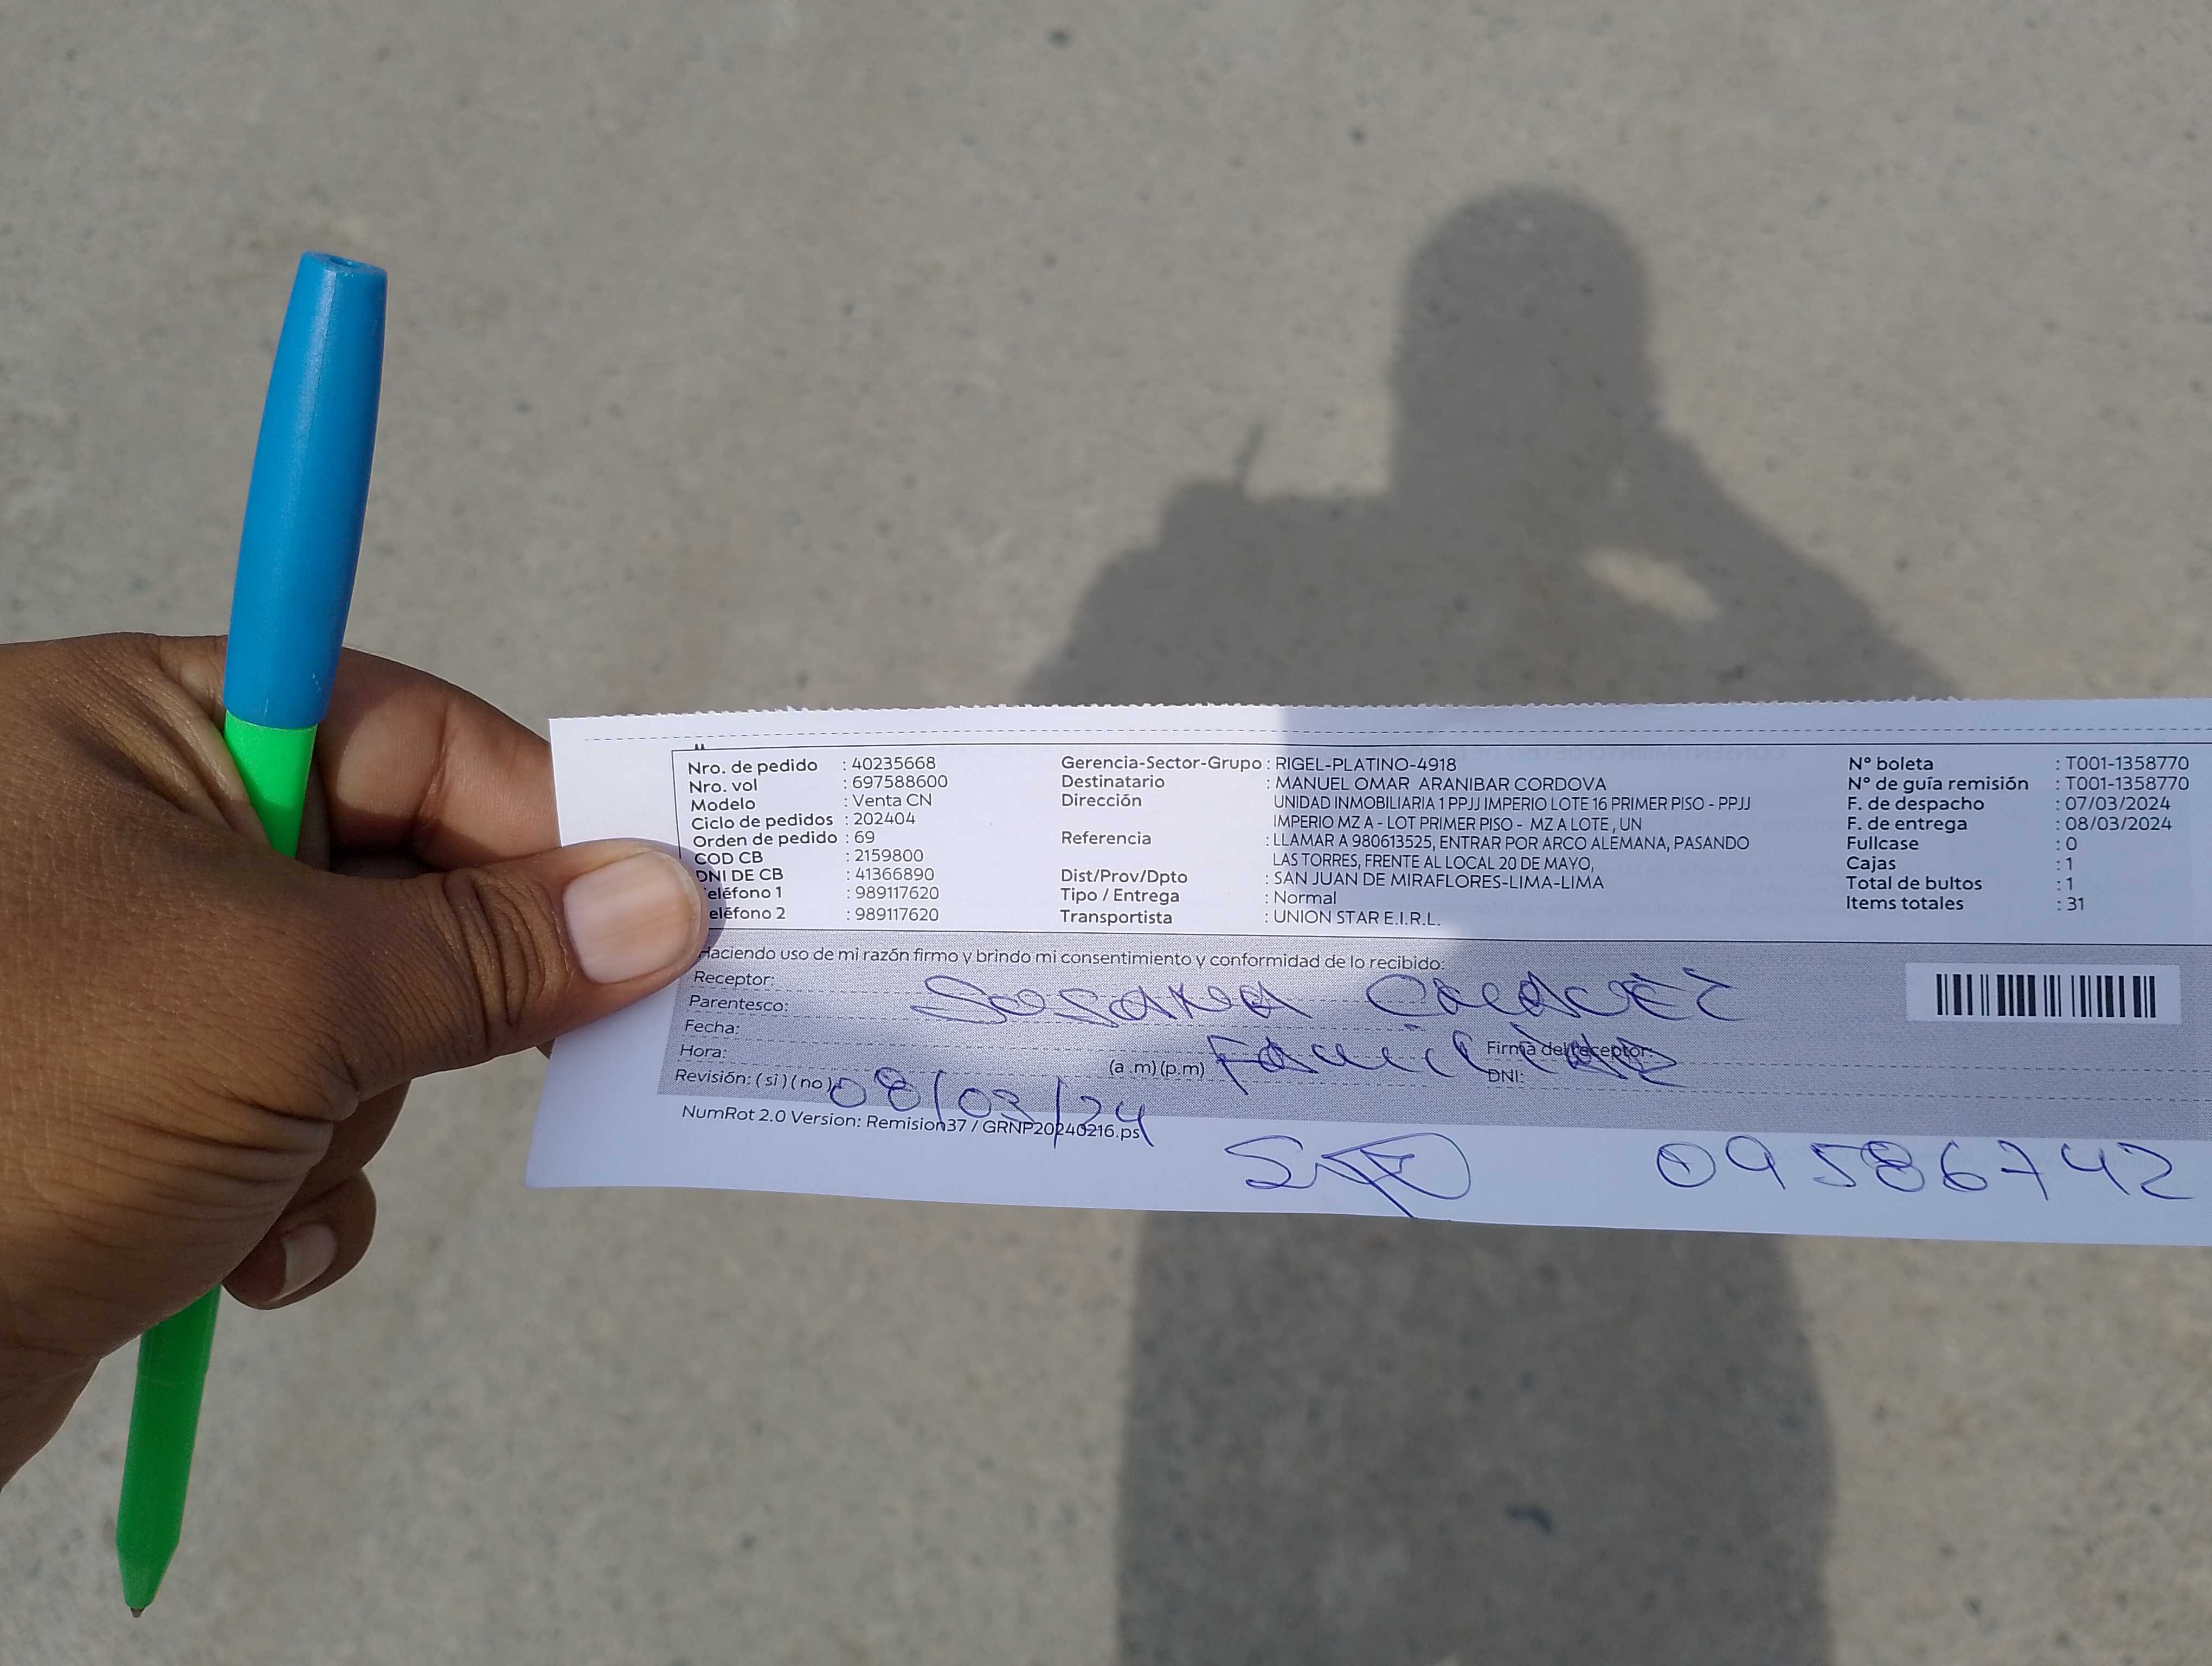 Nro. de pedido : 40235668
Nro. vol : 697588600
Modelo : Venta CN
Ciclo de pedidos : 202404
Orden de pedido : 69
COD CB : 2159800
DNI DE CB : 41366890
eléfono 1 : 989117620
eléfono 2 : 989117620
Gerencia-Sector-Grupo : RIGEL-PLATINO-4918
Destinatario : MANUEL OMAR ARANIBAR CORDOVA
Dirección UNIDAD INMOBILIARIA 1 PPJJ IMPERIO LOTE 16 PRIMER PISO - PPJJ
IMPERIO MZ A - LOT PRIMER PISO - MZ A LOTE , UN
Referencia : LLAMAR A 980613525, ENTRAR POR ARCO ALEMANA, PASANDO
LAS TORRES, FRENTE AL LOCAL 20 DE MAYO,
Dist/Prov/Dpto : SAN JUAN DE MIRAFLORES-LIMA-LIMA
Tipo / Entrega : Normal
Transportista : UNION STAR E.I.R.L.
N° boleta : T001-1358770
N° de guía remisión : T001-1358770
F. de despacho : 07/03/2024
F. de entrega : 08/03/2024
Fullcase : 0
Cajas : 1
Total de bultos : 1
Items totales : 31
Haciendo uso de mi razón firmo y brindo mi consentimiento y conformidad de lo recibido:
Receptor: Sosana
Parentesco: Familiar
Fecha:
Hora: (a .m) (p.m)
Firma del receptor:
DNI:
Revisión: ( si ) ( no ) 08/03/24
NumRot 2.0 Version: Remision37 / GRNP20240216.ps
09586742